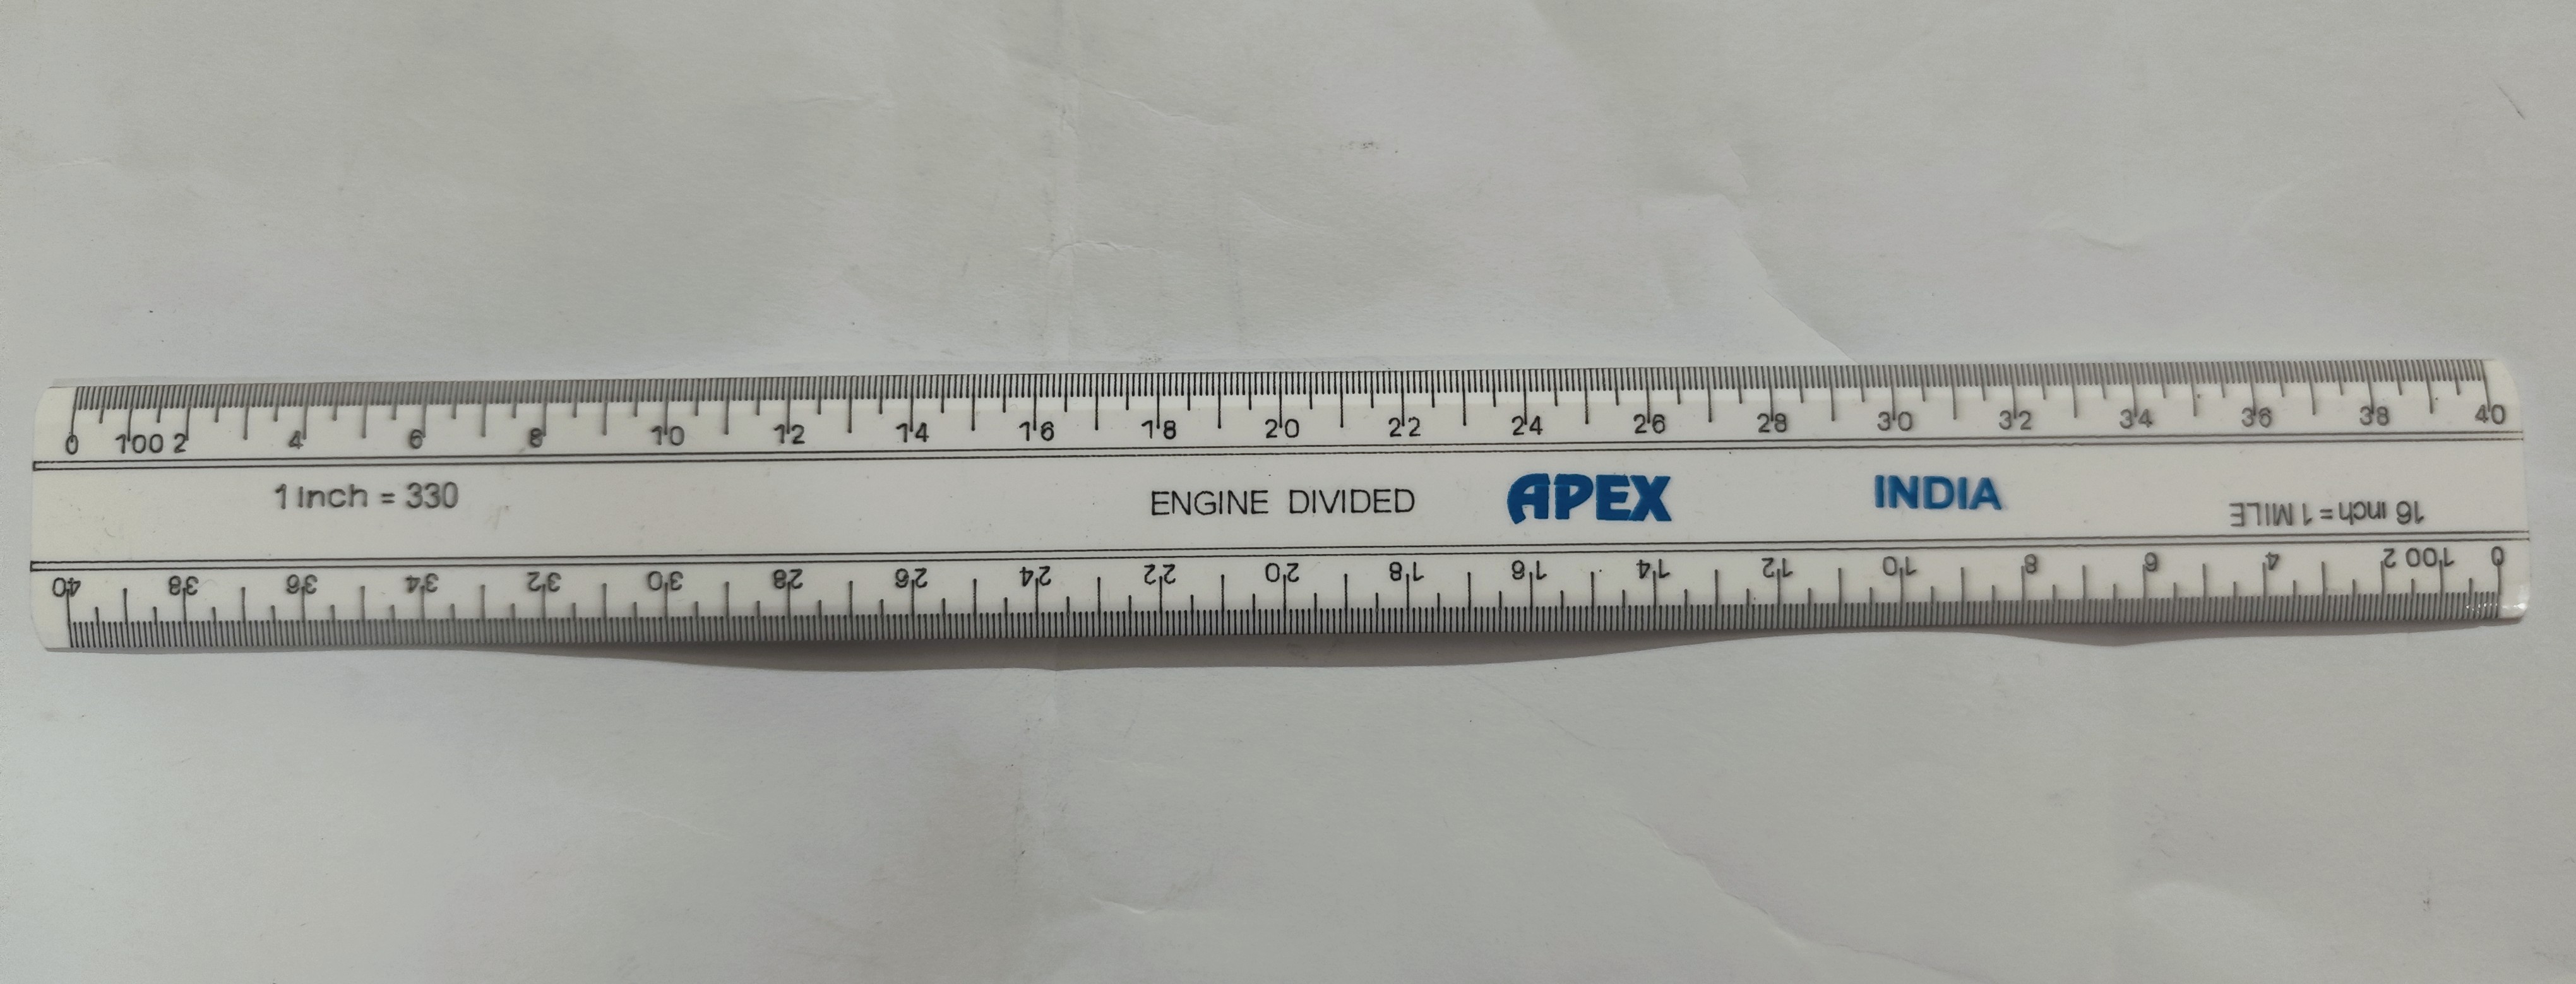 0 100 2 4 6 8 10 12 14 16 18 20 22 24 26 28 30 32 34 36 38 40
1 inch = 330
ENGINE DIVIDED
APEX
INDIA
16 inch = 1 MILE
0 100 2 4 6 8 10 12 14 16 18 20 22 24 26 28 30 32 34 36 38 40